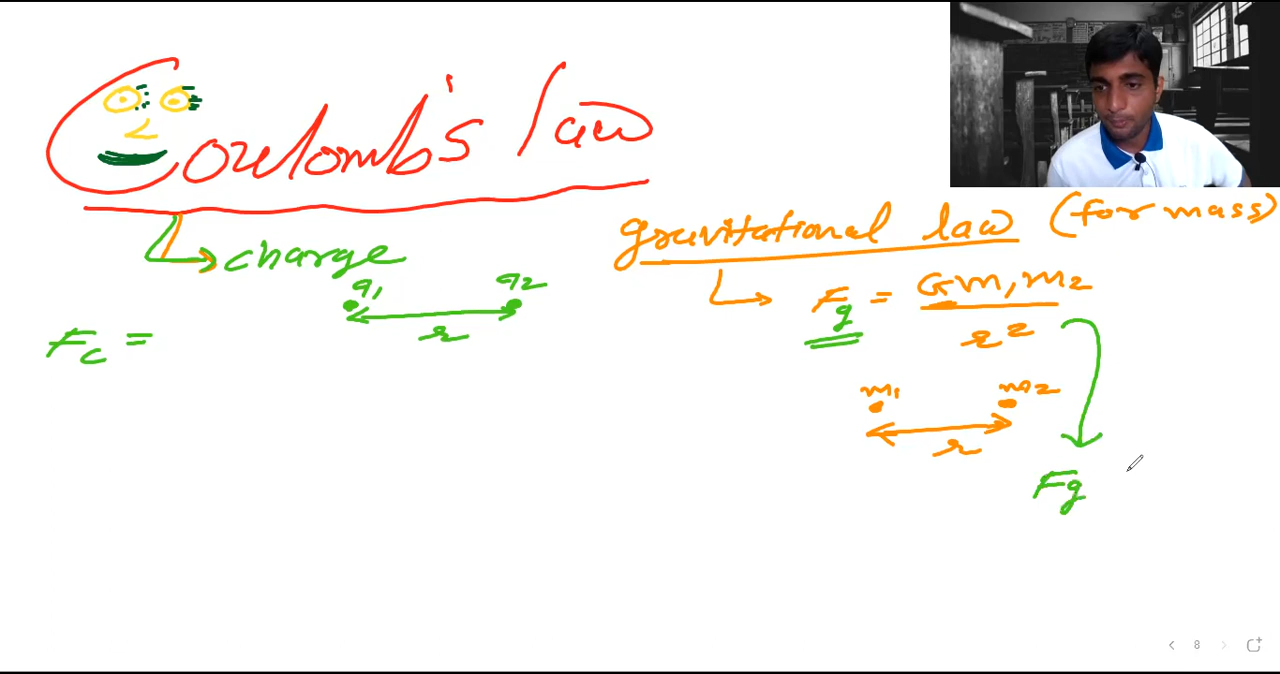 Coulomb's law
charge
q1 q2
r
Fc =
gravitational law (for mass)
Fg = Gm1m2
r2
m1 m2
r
Fg
8